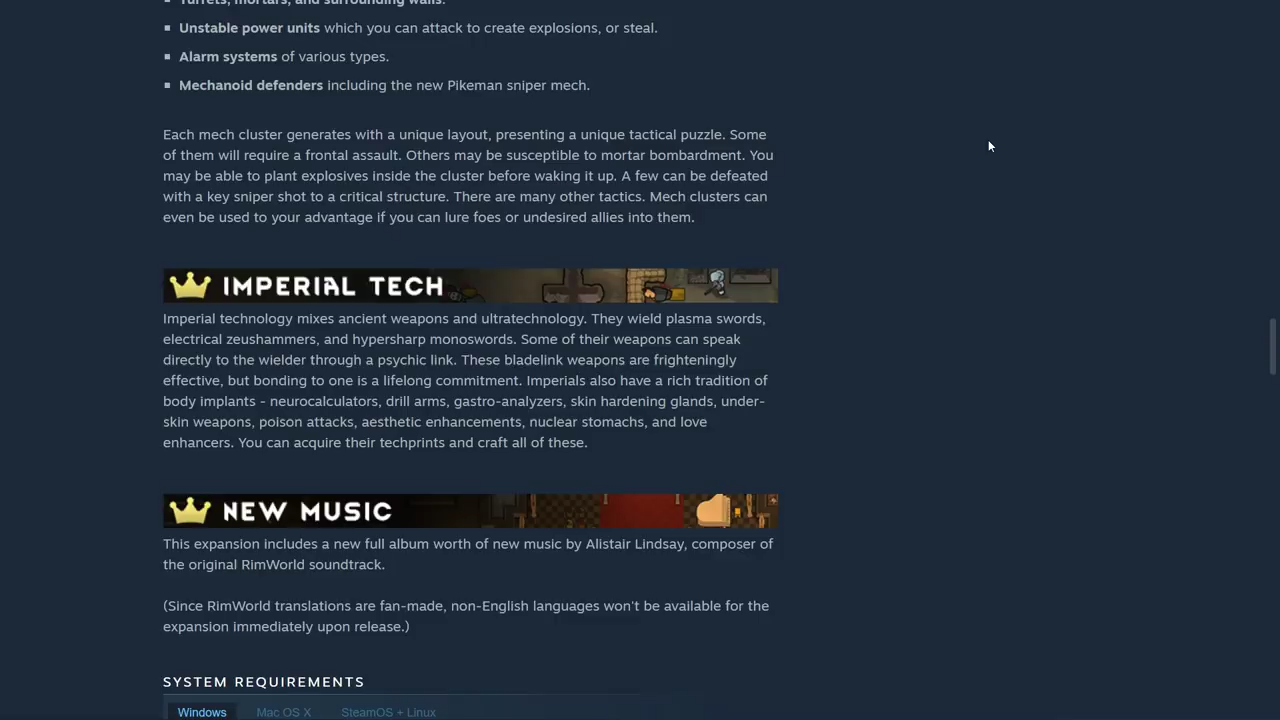 Turrets, mortars, and surrounding walls.
Unstable power units which you can attack to create explosions, or steal.
Alarm systems of various types.
Mechanoid defenders including the new Pikeman sniper mech.
Each mech cluster generates with a unique layout, presenting a unique tactical puzzle. Some
of them will require a frontal assault. Others may be susceptible to mortar bombardment. You
may be able to plant explosives inside the cluster before waking it up. A few can be defeated
with a key sniper shot to a critical structure. There are many other tactics. Mech clusters can
even be used to your advantage if you can lure foes or undesired allies into them.
IMPERIAL TECH
Imperial technology mixes ancient weapons and ultratechnology. They wield plasma swords,
electrical zeushammers, and hypersharp monoswords. Some of their weapons can speak
directly to the wielder through a psychic link. These bladelink weapons are frighteningly
effective, but bonding to one is a lifelong commitment. Imperials also have a rich tradition of
body implants - neurocalculators, drill arms, gastro-analyzers, skin hardening glands, under-
skin weapons, poison attacks, aesthetic enhancements, nuclear stomachs, and love
enhancers. You can acquire their techprints and craft all of these.
NEW MUSIC
This expansion includes a new full album worth of new music by Alistair Lindsay, composer of
the original RimWorld soundtrack.
(Since RimWorld translations are fan-made, non-English languages won't be available for the
expansion immediately upon release.)
SYSTEM REQUIREMENTS
Windows Mac OS X SteamOS + Linux